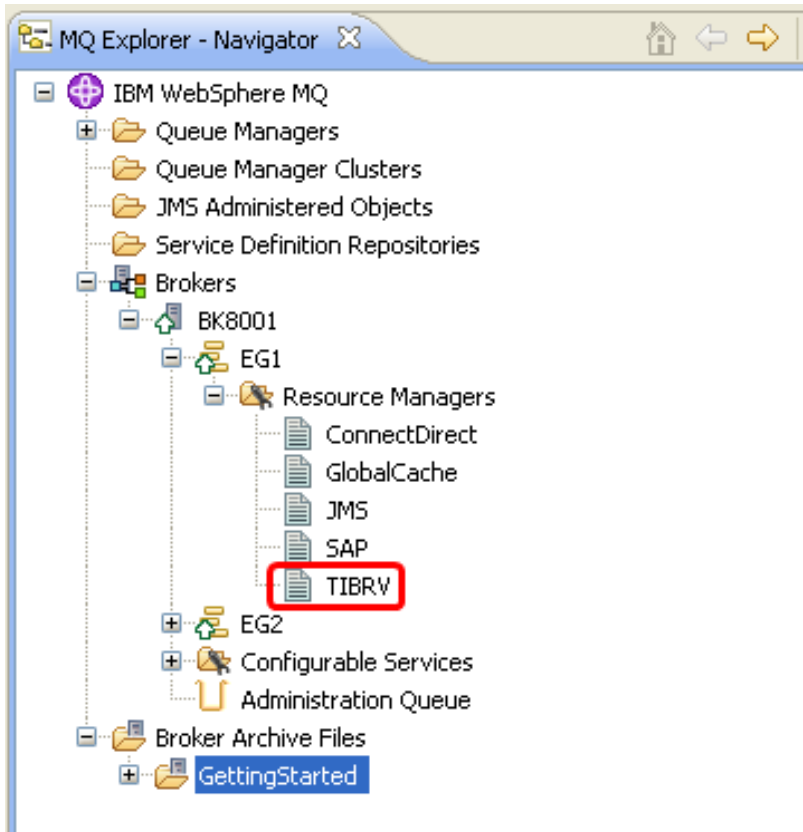 MQ Explorer - Navigator
IBM WebSphere MQ
Queue Managers
Queue Manager Clusters
JMS Administered Objects
Service Definition Repositories
Brokers
BK8001
EG1
Resource Managers
ConnectDirect
GlobalCache
JMS
SAP
TIBRV
EG2
Configurable Services
Administration Queue
Broker Archive Files
GettingStarted